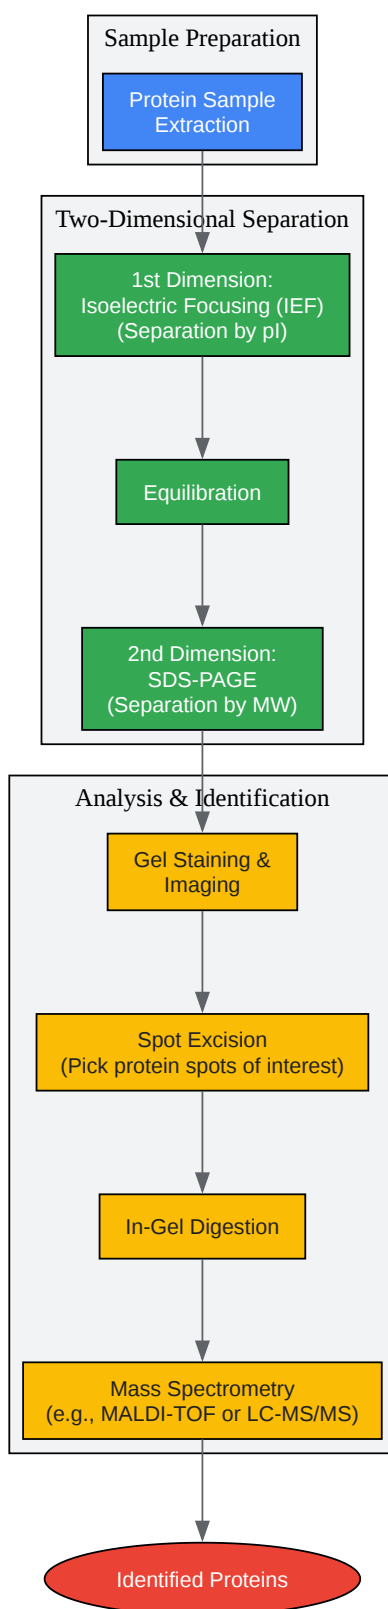 Sample Preparation
Protein Sample
Extraction
Two-Dimensional Separation
1st Dimension:
Isoelectric Focusing (IEF)
(Separation by pI)
Equilibration
2nd Dimension:
SDS-PAGE
(Separation by MW)
Analysis & Identification
Gel Staining &
Imaging
Spot Excision
(Pick protein spots of interest)
In-Gel Digestion
Mass Spectrometry
(e.g., MALDI-TOF or LC-MS/MS)
Identified Proteins